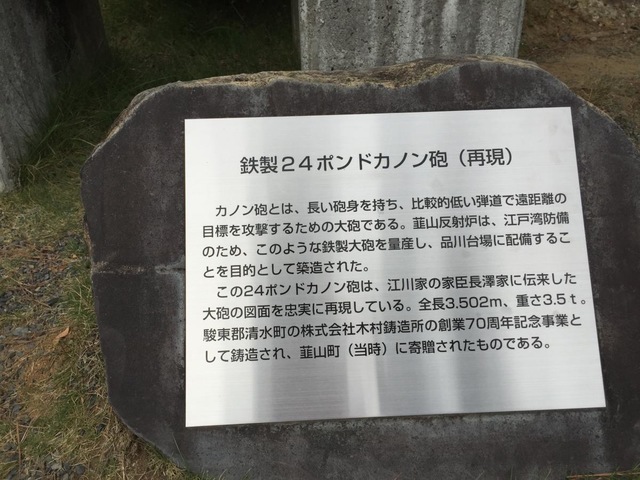 鉄製24ポンドカノン砲（再現）
カノン砲とは、長い砲身を持ち、比較的低い弾道で遠距離の
目標を攻撃するための大砲である。韮山反射炉は、江戸湾防備
のため、このような鉄製大砲を量産し、品川台場に配備するこ
とを目的として築造された。
この24ポンドカノン砲は、江川家の家臣長澤家に伝来した
大砲の図面を忠実に再現している。全長3.502m、重さ3.5ｔ。
駿東郡清水町の株式会社木村鋳造所の創業70周年記念事業と
して鋳造され、韮山町（当時）に寄贈されたものである。